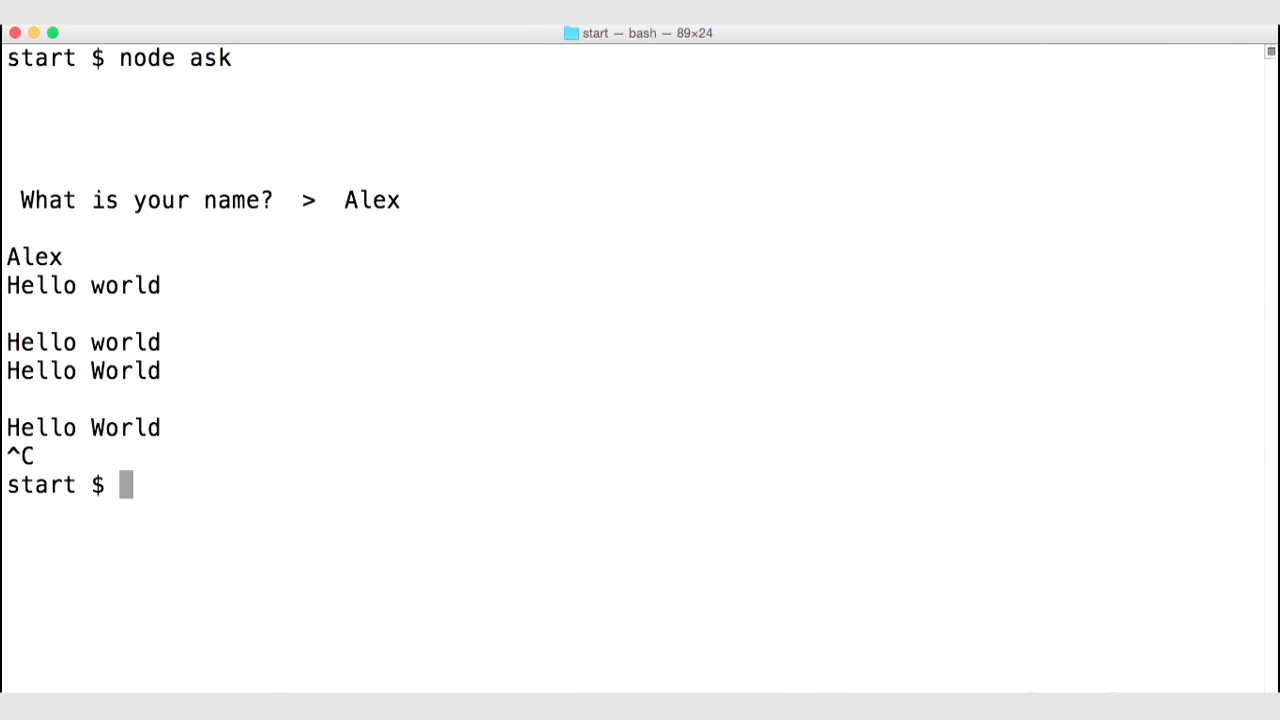 start — bash — 89×24
start $ node ask
What is your name?  >  Alex
Alex
Hello world
Hello world
Hello World
Hello World
^C
start $